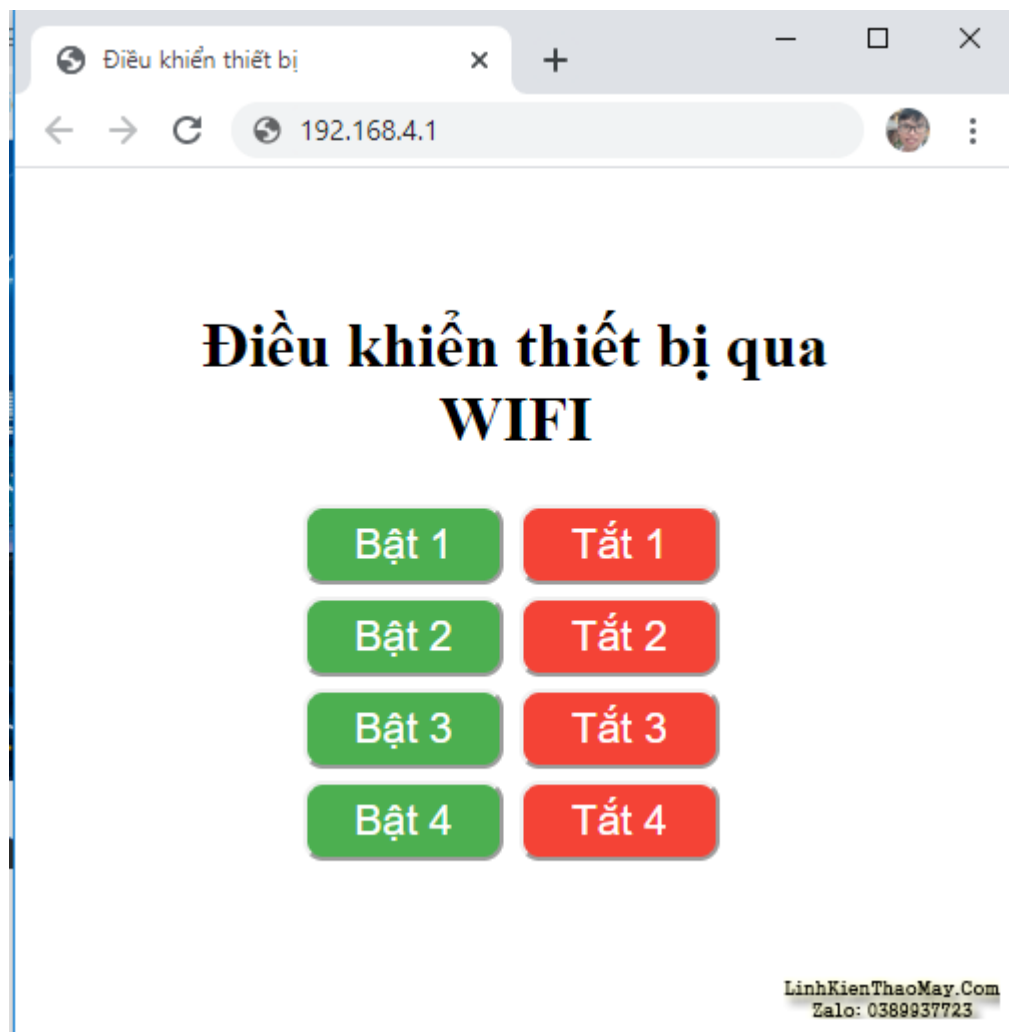 Điều khiển thiết bị
192.168.4.1
Điều khiển thiết bị qua
WIFI
Bật 1 Tắt 1
Bật 2 Tắt 2
Bật 3 Tắt 3
Bật 4 Tắt 4
LinhKienThaoMay.Com
Zalo: 0389937723